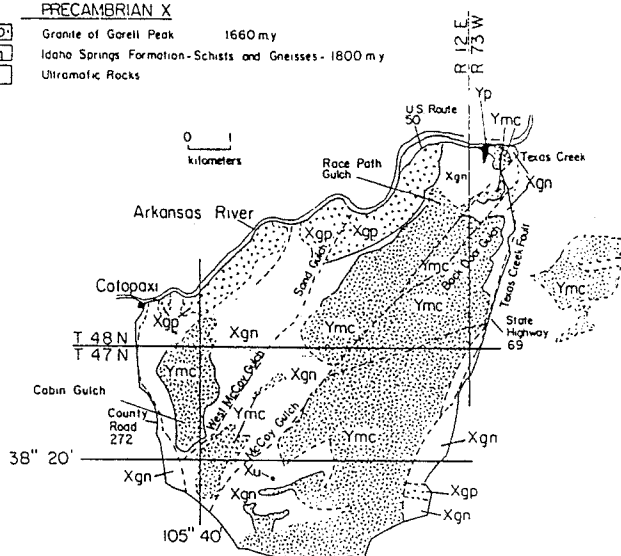 PRECAMBRIAN X
Granite of Garell Peak 1660 my
Idaho Springs Formation-Schists and Gneisses - 1800 my
Ultramafic Rocks
R 12 E
R 73 W
Yp
US Route
50
Ymc
0 1
kilometers
Race Path
Gulch
Xgn
Texas Creek
Xgn
Arkansas River
Xgp
Xgp
Sand Gulch
Ymc
Back Door Gulch
Texas Creek Fault
Ymc
Cotopaxi
Xgp
Xgn
Ymc
State
Highway
69
T 48 N
T 47 N
Ymc
Xgn
Cabin Gulch
West McCoy Gulch
Ymc
McCoy Gulch
Ymc
County
Road
272
Xgn
38° 20'
Xgn
Xu
Xgn
Xgp
Xgn
105° 40'